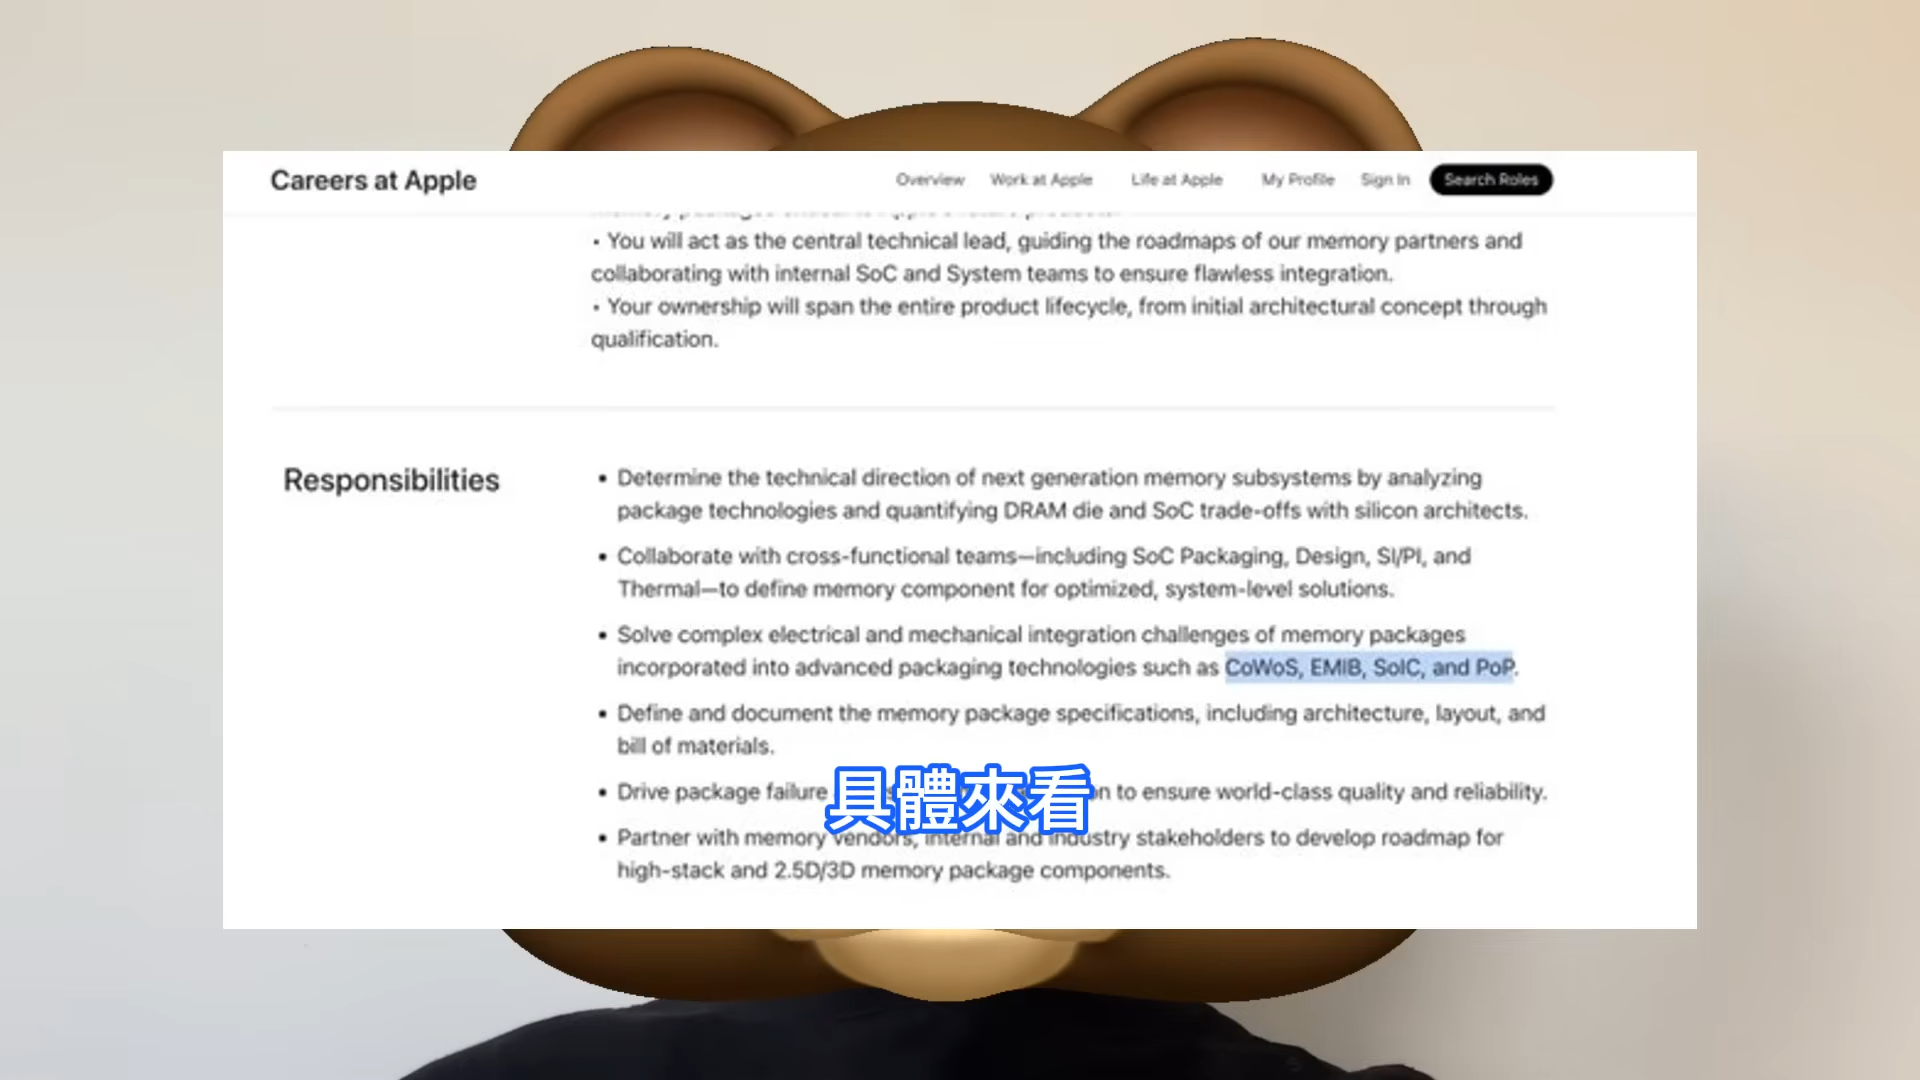 Careers at Apple
Overview
Work at Apple
Life at Apple
My Profile
Sign In
Search Roles
• You will act as the central technical lead, guiding the roadmaps of our memory partners and
collaborating with internal SoC and System teams to ensure flawless integration.
• Your ownership will span the entire product lifecycle, from initial architectural concept through
qualification.
Responsibilities
• Determine the technical direction of next generation memory subsystems by analyzing
package technologies and quantifying DRAM die and SoC trade-offs with silicon architects.
• Collaborate with cross-functional teams—including SoC Packaging, Design, SI/PI, and
Thermal—to define memory component for optimized, system-level solutions.
• Solve complex electrical and mechanical integration challenges of memory packages
incorporated into advanced packaging technologies such as CoWoS, EMIB, SoIC, and PoP.
• Define and document the memory package specifications, including architecture, layout, and
bill of materials.
• Drive package failure to ensure world-class quality and reliability.
• Partner with memory vendors, internal and industry stakeholders to develop roadmap for
high-stack and 2.5D/3D memory package components.
具體來看